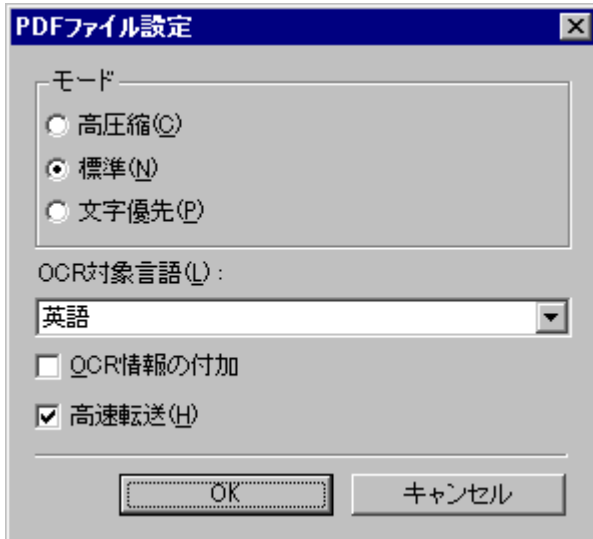 PDFファイル設定
モード
高圧縮(C)
標準(N)
文字優先(P)
OCR対象言語(L):
英語
OCR情報の付加
高速転送(H)
OK
キャンセル